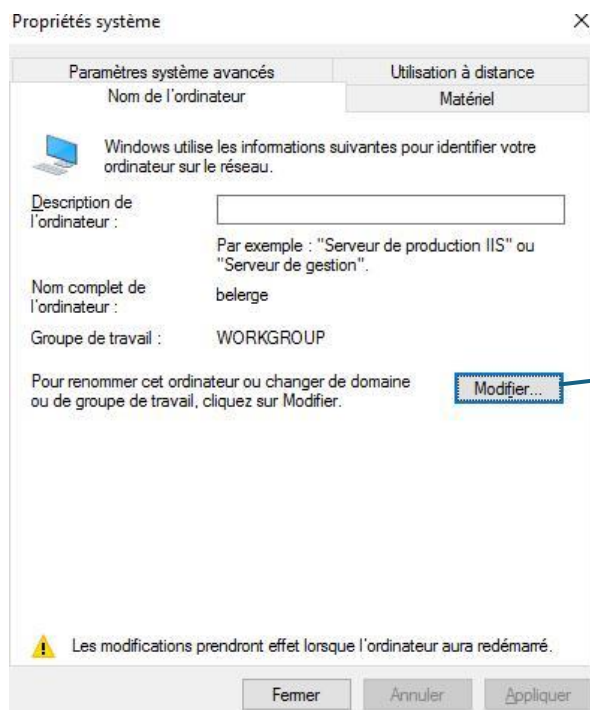 Propriétés système
Paramètres système avancés
Utilisation à distance
Nom de l'ordinateur
Matériel
Windows utilise les informations suivantes pour identifier votre
ordinateur sur le réseau.
Description de
l'ordinateur :
Par exemple : "Serveur de production IIS" ou
"Serveur de gestion".
Nom complet de
l'ordinateur :
belerge
Groupe de travail :
WORKGROUP
Pour renommer cet ordinateur ou changer de domaine
ou de groupe de travail, cliquez sur Modifier.
Modifier...
Les modifications prendront effet lorsque l'ordinateur aura redémarré.
Fermer
Annuler
Appliquer